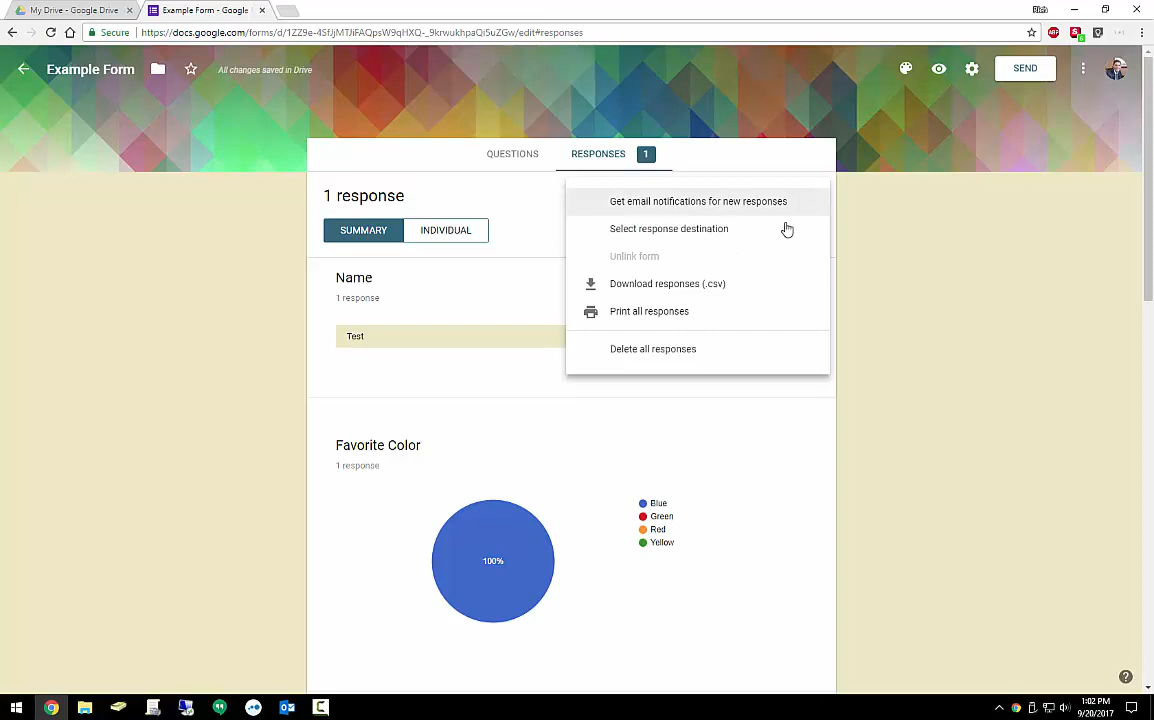 My Drive - Google Drive
Example Form - Google
Secure
https://docs.google.com/forms/d/1ZZ9e-4SfJjMTJiFAQpsW9qHXQ-_9krwukhpaQi5uZGw/edit#responses
Example Form
All changes saved in Drive
SEND
QUESTIONS
RESPONSES
1
1 response
SUMMARY
INDIVIDUAL
Get email notifications for new responses
Select response destination
Unlink form
Download responses (.csv)
Print all responses
Delete all responses
Name
1 response
Test
Favorite Color
1 response
100%
Blue
Green
Red
Yellow
1:02 PM
9/20/2017